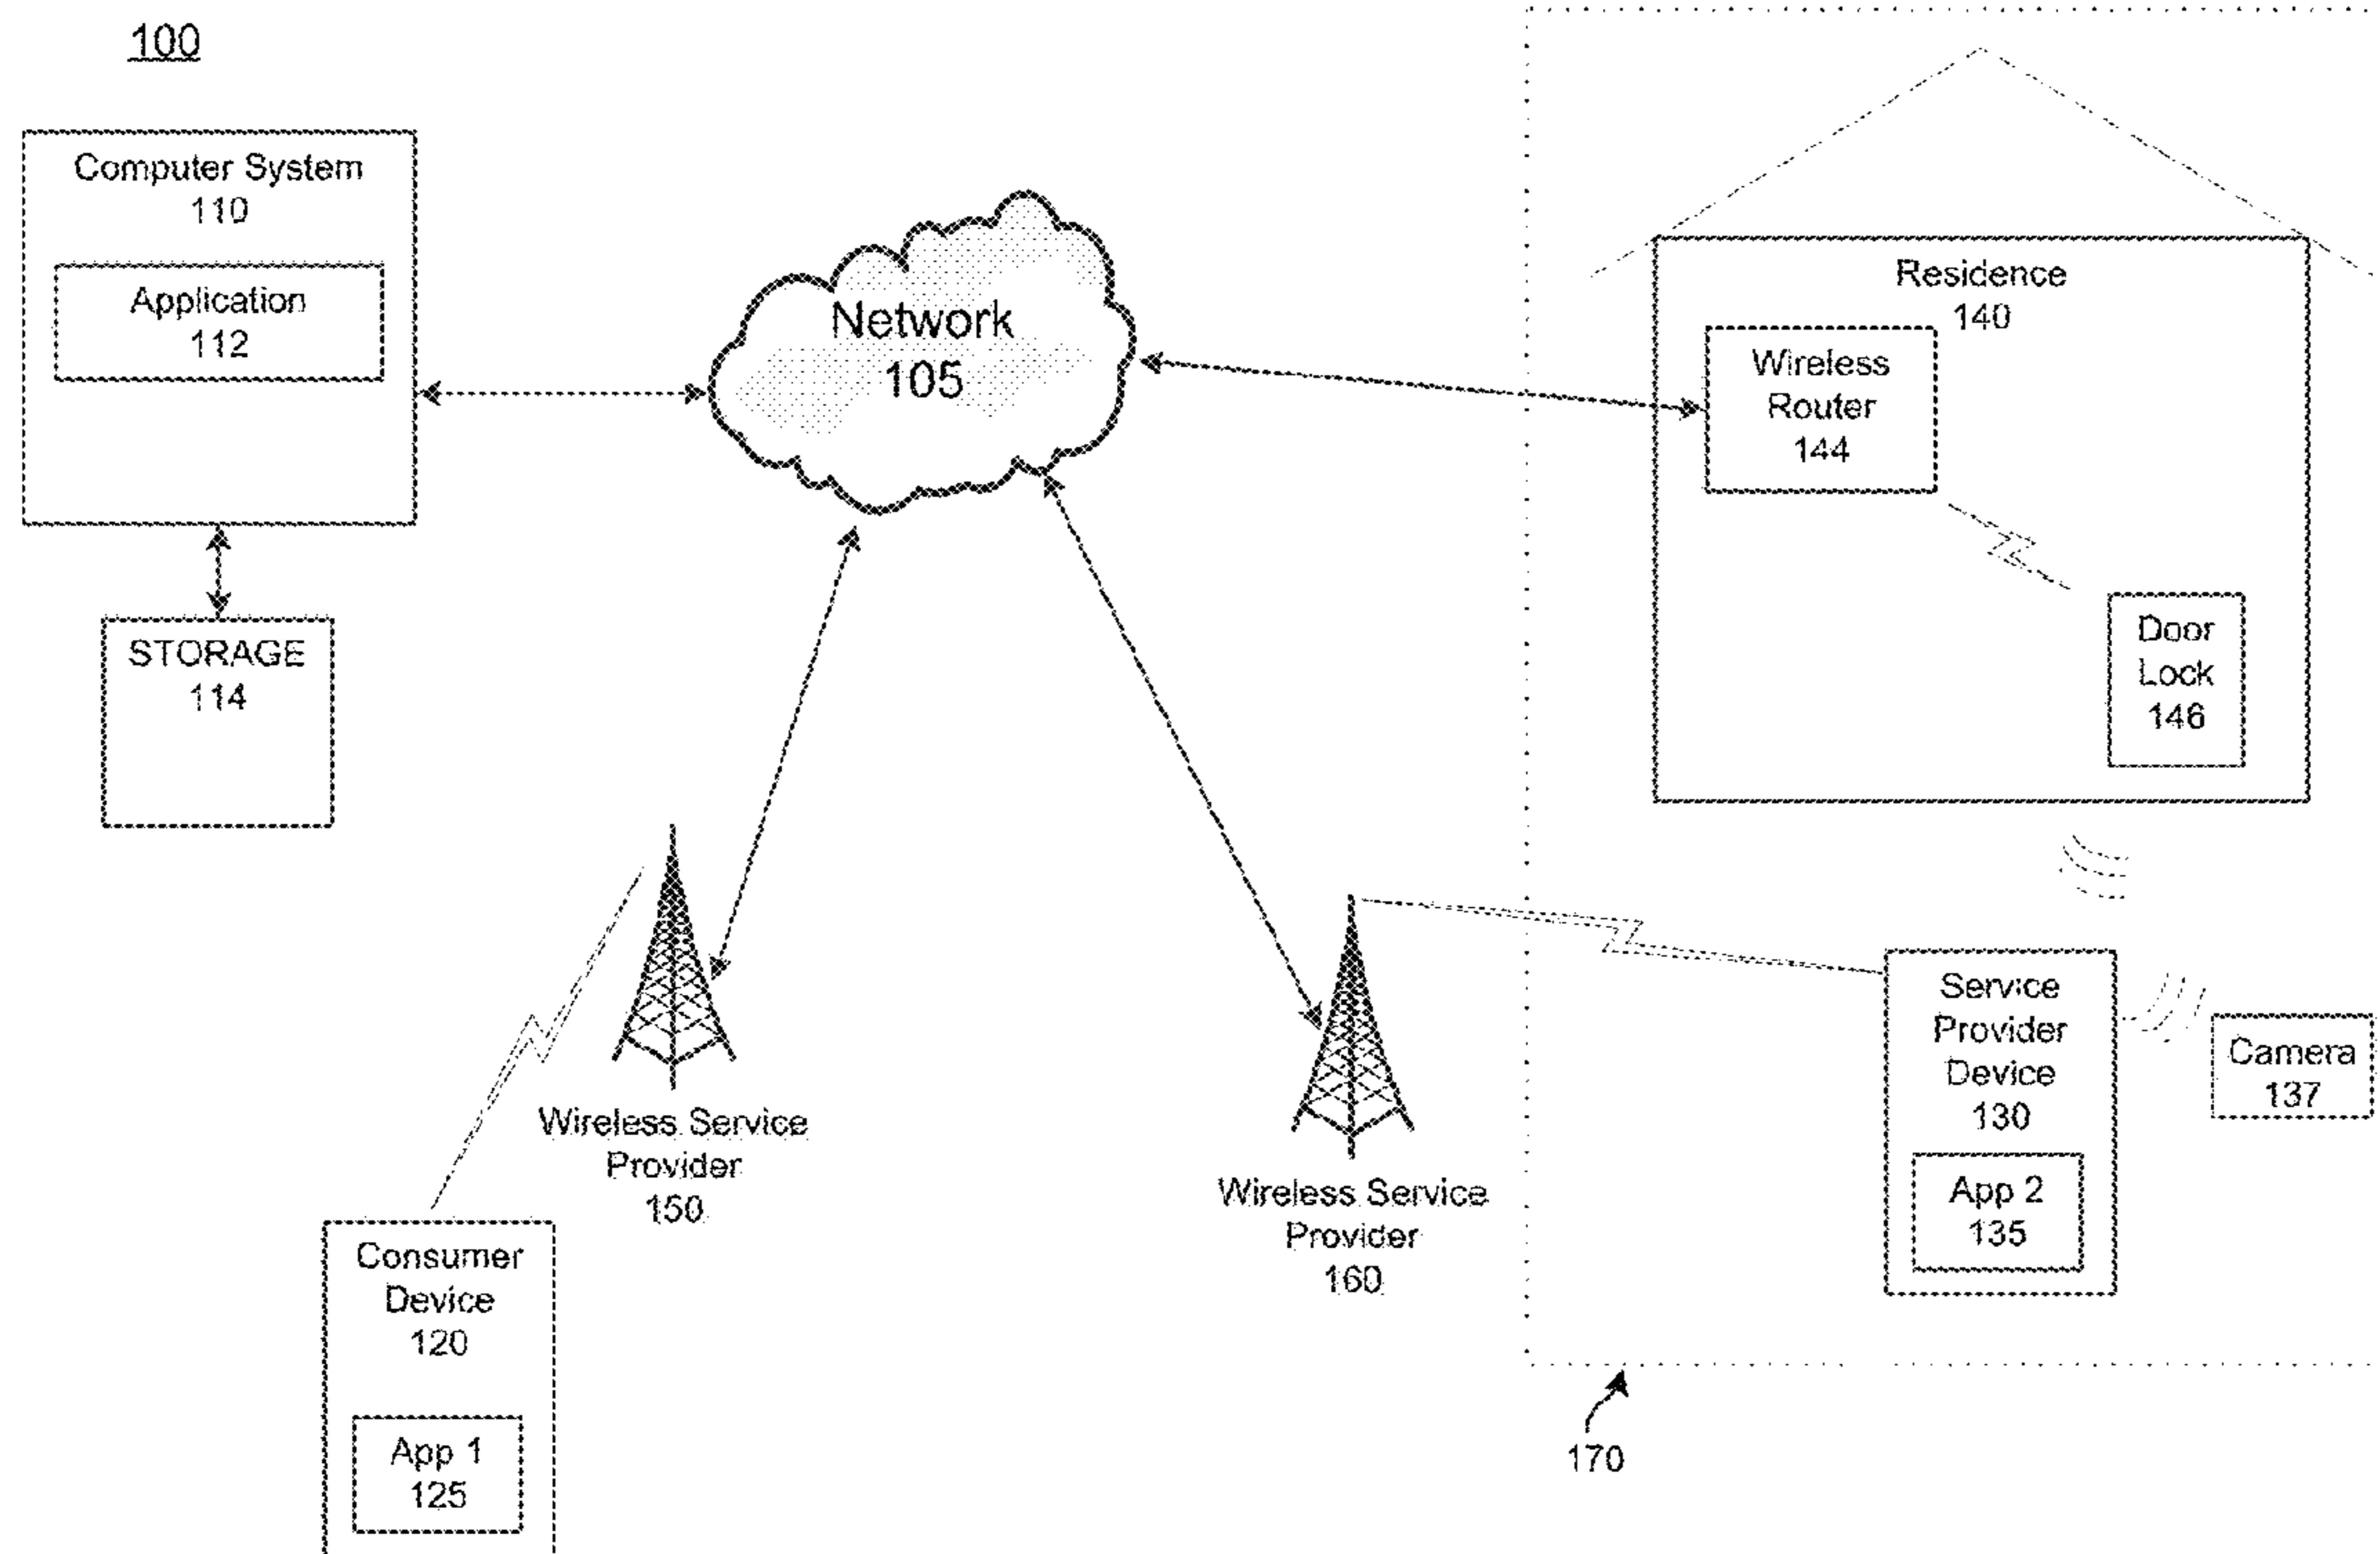 100
Computer System
110
Application
112
STORAGE
114
Network
105
Residence
140
Wireless
Router
144
Door
Lock
146
Wireless Service
Provider
150
Wireless Service
Provider
160
Service
Provider
Device
130
App 2
135
Camera
137
Consumer
Device
120
App 1
125
170